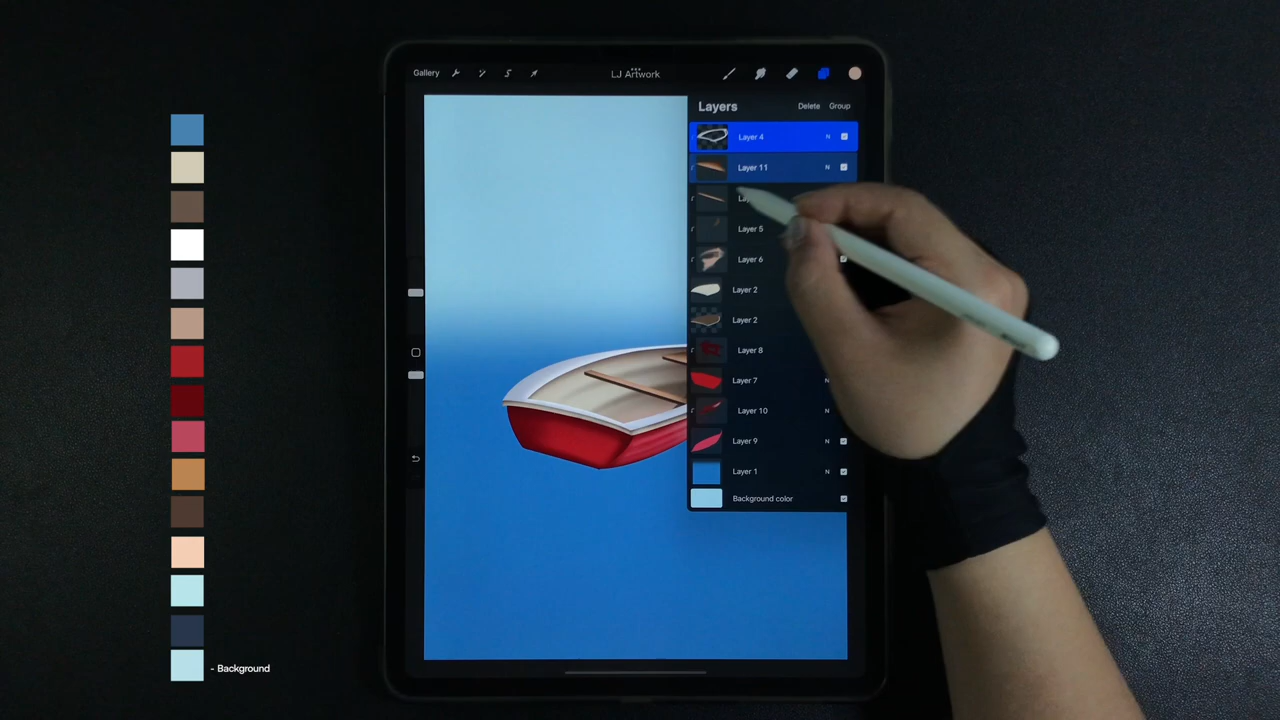 Gallery
LJ Artwork
Layers
Delete
Group
Layer 4
N
Layer 11
N
Layer 5
Layer 6
Layer 2
Layer 2
Layer 8
Layer 7
N
Layer 10
N
Layer 9
N
Layer 1
N
Background color
- Background